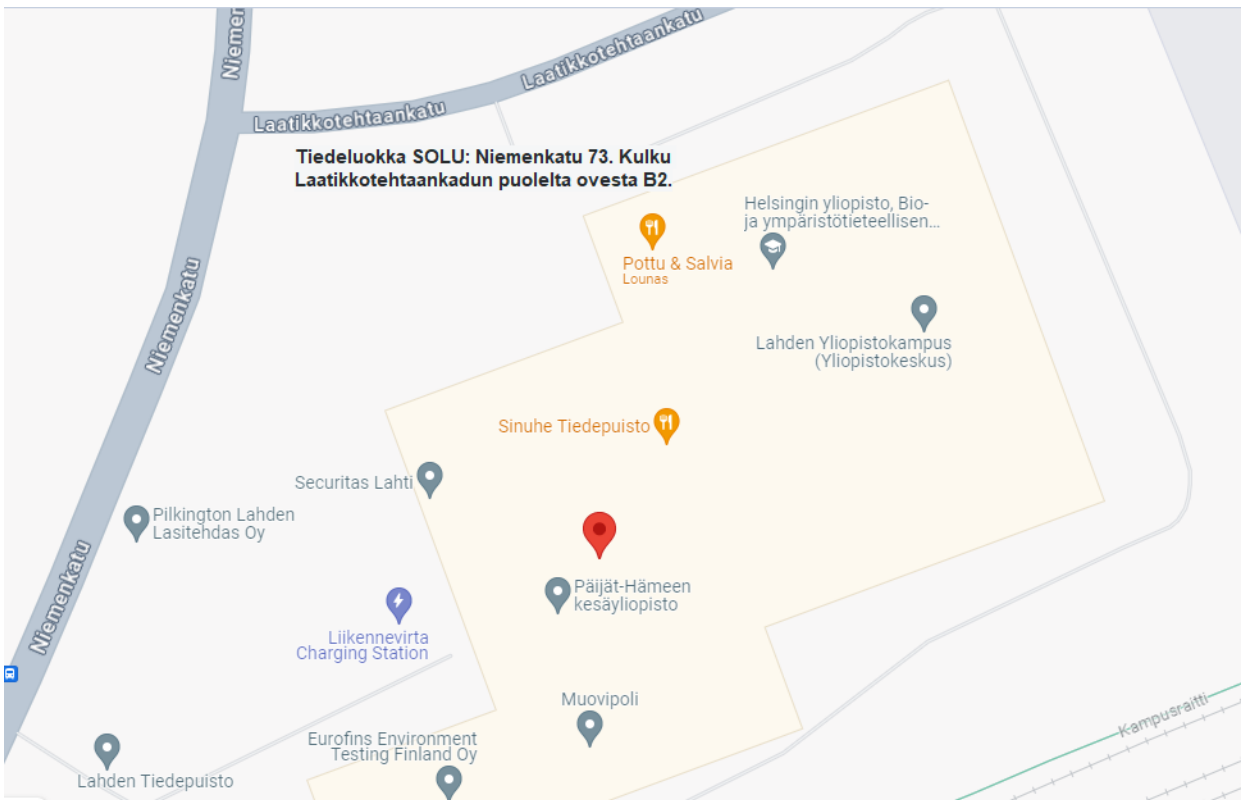 Niemen
Laatikkotehtaankatu
Laatikkotehtaankatu
Tiedeluokka SOLU: Niemenkatu 73. Kulku
Laatikkotehtaankadun puolelta ovesta B2.
Helsingin yliopisto, Bio-
ja ympäristötieteellisen...
Pottu & Salvia
Lounas
Niemenkatu
Lahden Yliopistokampus
(Yliopistokeskus)
Sinuhe Tiedepuisto
Securitas Lahti
Pilkington Lahden
Lasitehdas Oy
Niemenkatu
Päijät-Hämeen
kesäyliopisto
Liikennevirta
Charging Station
Muovipoli
Kampusraitti
Eurofins Environment
Testing Finland Oy
Lahden Tiedepuisto